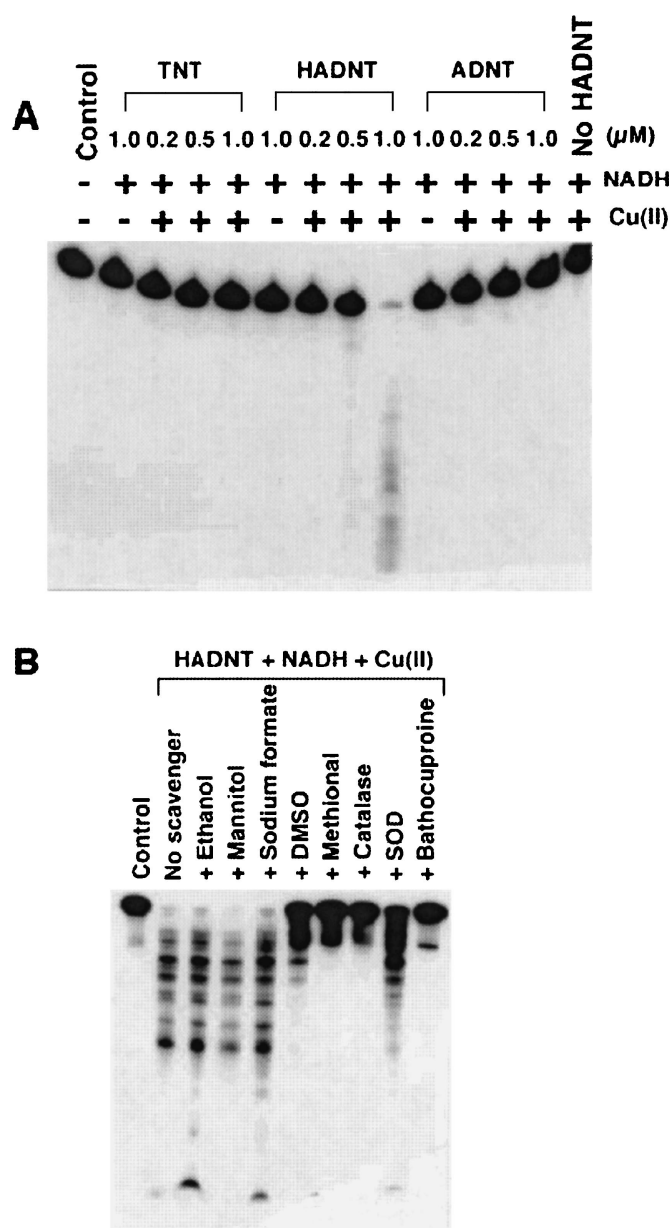 A
Control
TNT HADNT ADNT
No HADNT
1.0 0.2 0.5 1.0 1.0 0.2 0.5 1.0 1.0 0.2 0.5 1.0 (μM)
- + + + + + + + + + + + + + NADH
- - + + + - + + + - + + + + Cu(II)
B
HADNT + NADH + Cu(II)
Control
No scavenger
+ Ethanol
+ Mannitol
+ Sodium formate
+ DMSO
+ Methional
+ Catalase
+ SOD
+ Bathocuproine